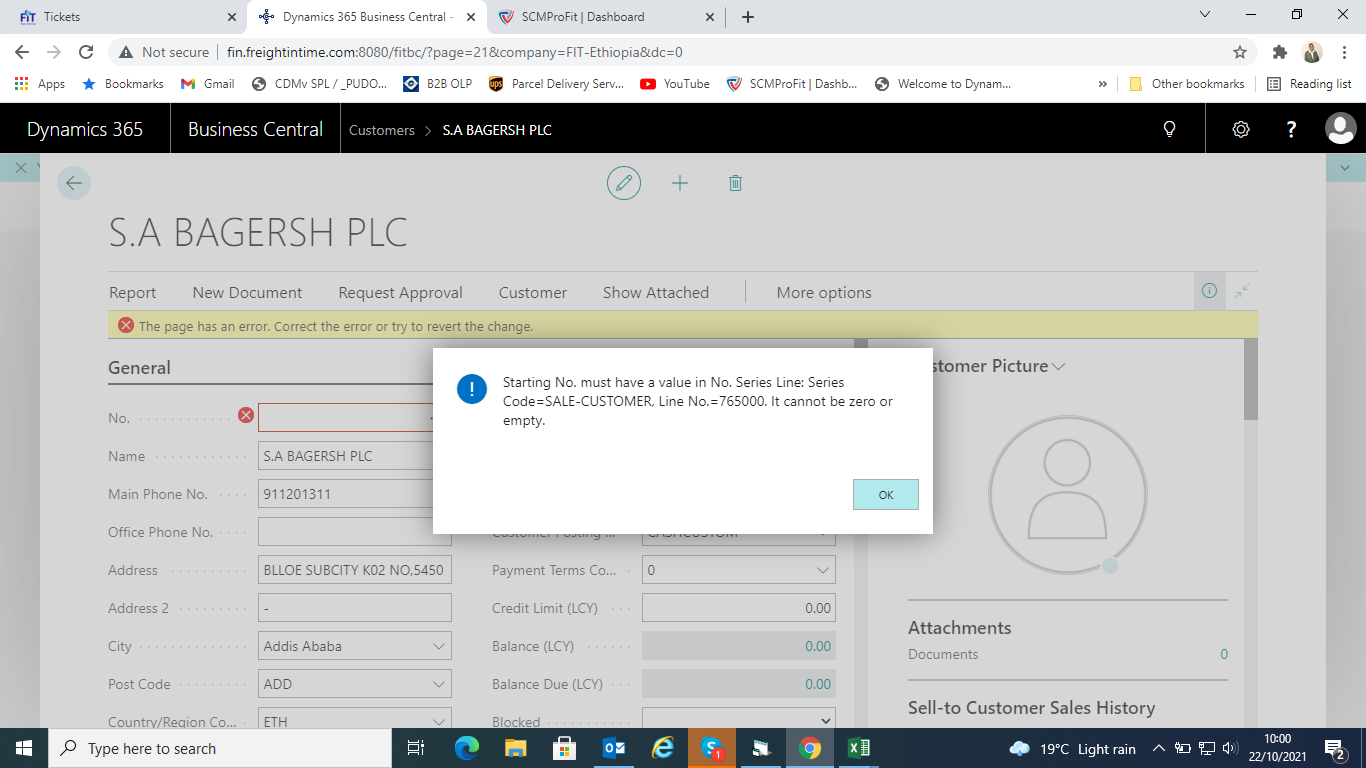 FIT Tickets
Dynamics 365 Business Central -
SCMProFit | Dashboard
Not secure | fin.freightintime.com:8080/fitbc/?page=21&company=FIT-Ethiopia&dc=0
Apps
Bookmarks
Gmail
CDMv SPL / _PUDO...
B2B OLP
ups Parcel Delivery Serv...
YouTube
SCMProFit | Dashb...
Welcome to Dynam...
»
Other bookmarks
Reading list
Dynamics 365
Business Central
Customers > S.A BAGERSH PLC
?
S.A BAGERSH PLC
Report
New Document
Request Approval
Customer
Show Attached
More options
The page has an error. Correct the error or try to revert the change.
General
No.
Name
S.A BAGERSH PLC
Main Phone No.
911201311
Office Phone No.
Address
BLLOE SUBCITY K02 NO,5450
Address 2
-
City
Addis Ababa
Post Code
ADD
Country/Region Co...
ETH
Starting No. must have a value in No. Series Line: Series
Code=SALE-CUSTOMER, Line No.=765000. It cannot be zero or
empty.
OK
Customer Posting ...
CASHCUSTOM
Payment Terms Co...
0
Credit Limit (LCY)
0.00
Balance (LCY)
0.00
Balance Due (LCY)
0.00
Blocked
stomer Picture
Attachments
Documents
0
Sell-to Customer Sales History
Type here to search
1
19°C Light rain
10:00
22/10/2021
2